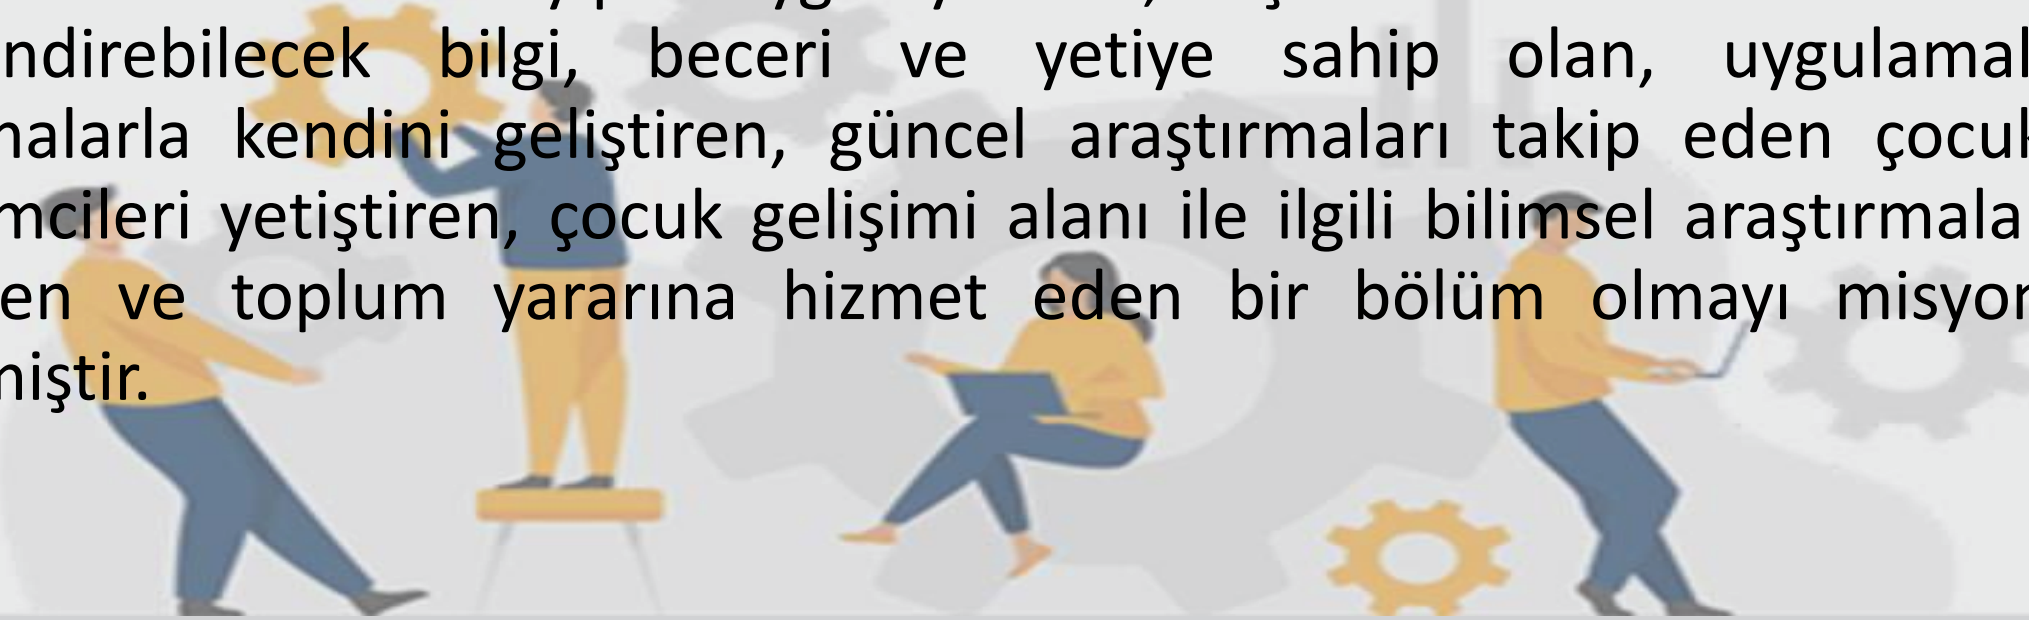 ndirebilecek bilgi, beceri ve yetiye sahip olan, uygulamal
malarla kendini geliştiren, güncel araştırmaları takip eden çocuk
mcileri yetiştiren, çocuk gelişimi alanı ile ilgili bilimsel araştırmala
en ve toplum yararına hizmet eden bir bölüm olmayı misyon
miştir.